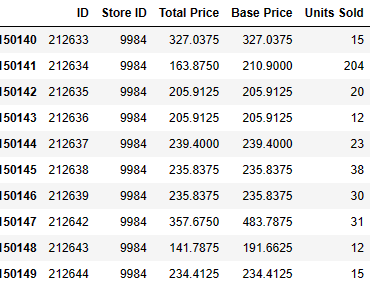 ID Store ID Total Price Base Price Units Sold
150140 212633 9984 327.0375 327.0375 15
150141 212634 9984 163.8750 210.9000 204
150142 212635 9984 205.9125 205.9125 20
150143 212636 9984 205.9125 205.9125 12
150144 212637 9984 239.4000 239.4000 23
150145 212638 9984 235.8375 235.8375 38
150146 212639 9984 235.8375 235.8375 30
150147 212642 9984 357.6750 483.7875 31
150148 212643 9984 141.7875 191.6625 12
150149 212644 9984 234.4125 234.4125 15